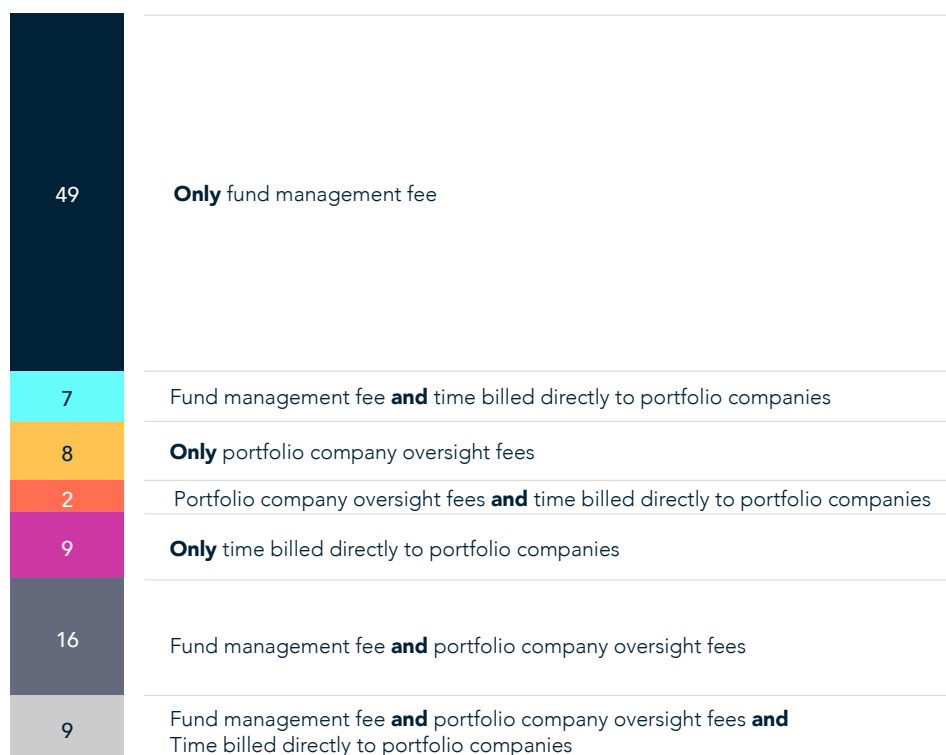 49
Only fund management fee
7
Fund management fee and time billed directly to portfolio companies
8
Only portfolio company oversight fees
2
Portfolio company oversight fees and time billed directly to portfolio companies
9
Only time billed directly to portfolio companies
16
Fund management fee and portfolio company oversight fees
9
Fund management fee and portfolio company oversight fees and
Time billed directly to portfolio companies